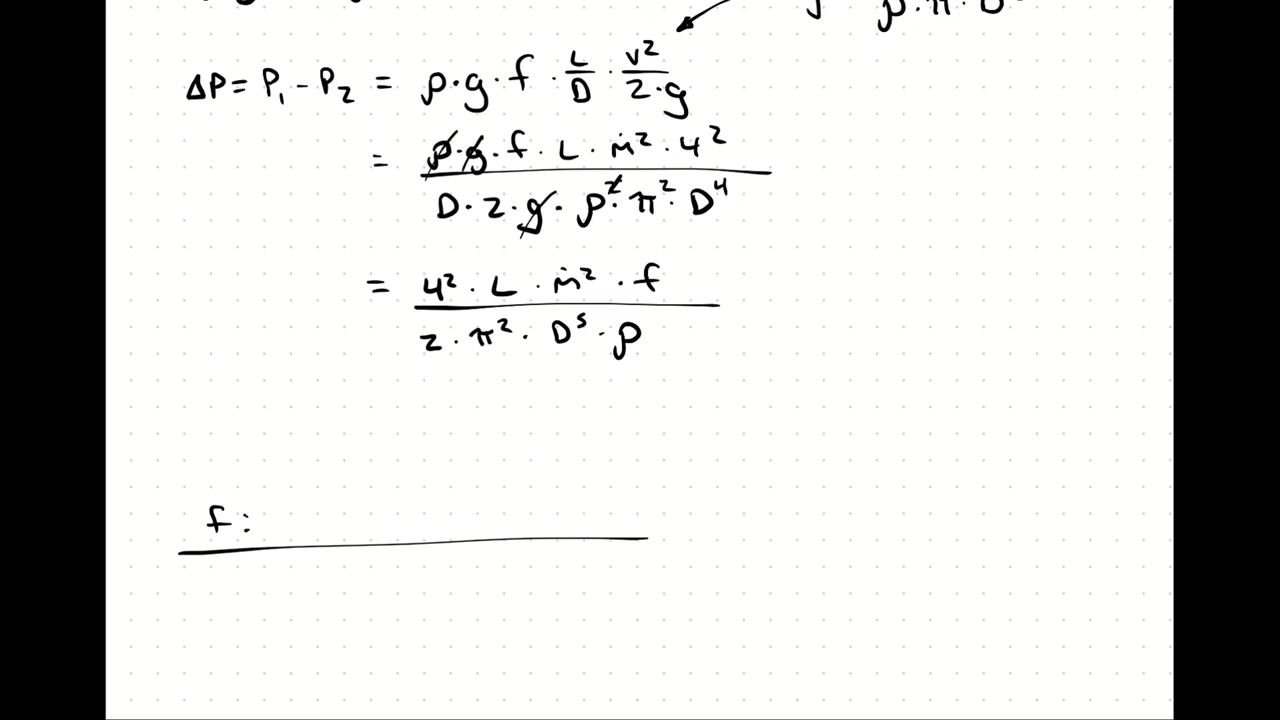 ρ·π·D
ΔP = P₁ - P₂ = ρ·g·f · L/D · v²/2·g
= ρ·g·f·L·ṁ²·4² / D·2·g·ρ²·π²·D⁴
= 4²·L·ṁ²·f / 2·π²·D⁵·ρ
f: